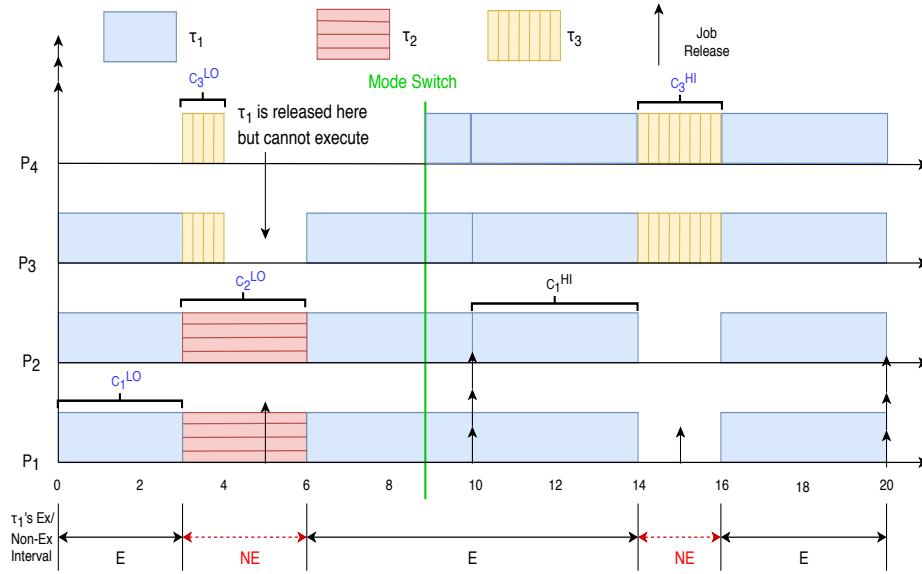 τ1 τ2 τ3 Job
Release
C3LO Mode Switch C3HI
τ1 is released here
but cannot execute
P4
P3
C2LO C1HI
P2
C1LO
P1
0 2 4 6 8 10 12 14 16 18 20
τ1's Ex/
Non-Ex
Interval
E NE E NE E